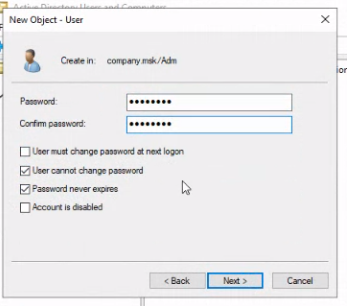 Active Directory Users and Computers
New Object - User
Create in: company.msk/Adm
Password:
Confirm password:
User must change password at next logon
User cannot change password
Password never expires
Account is disabled
< Back Next > Cancel